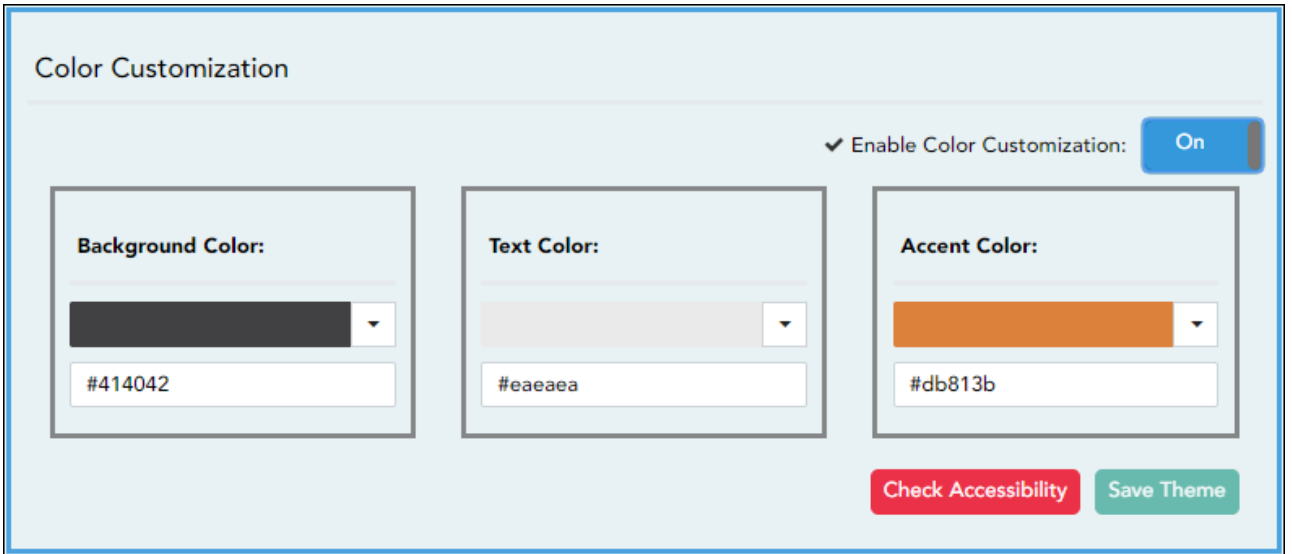 Color Customization
✔ Enable Color Customization: On
Background Color: Text Color: Accent Color:
#414042 #eaeaea #db813b
Check Accessibility Save Theme